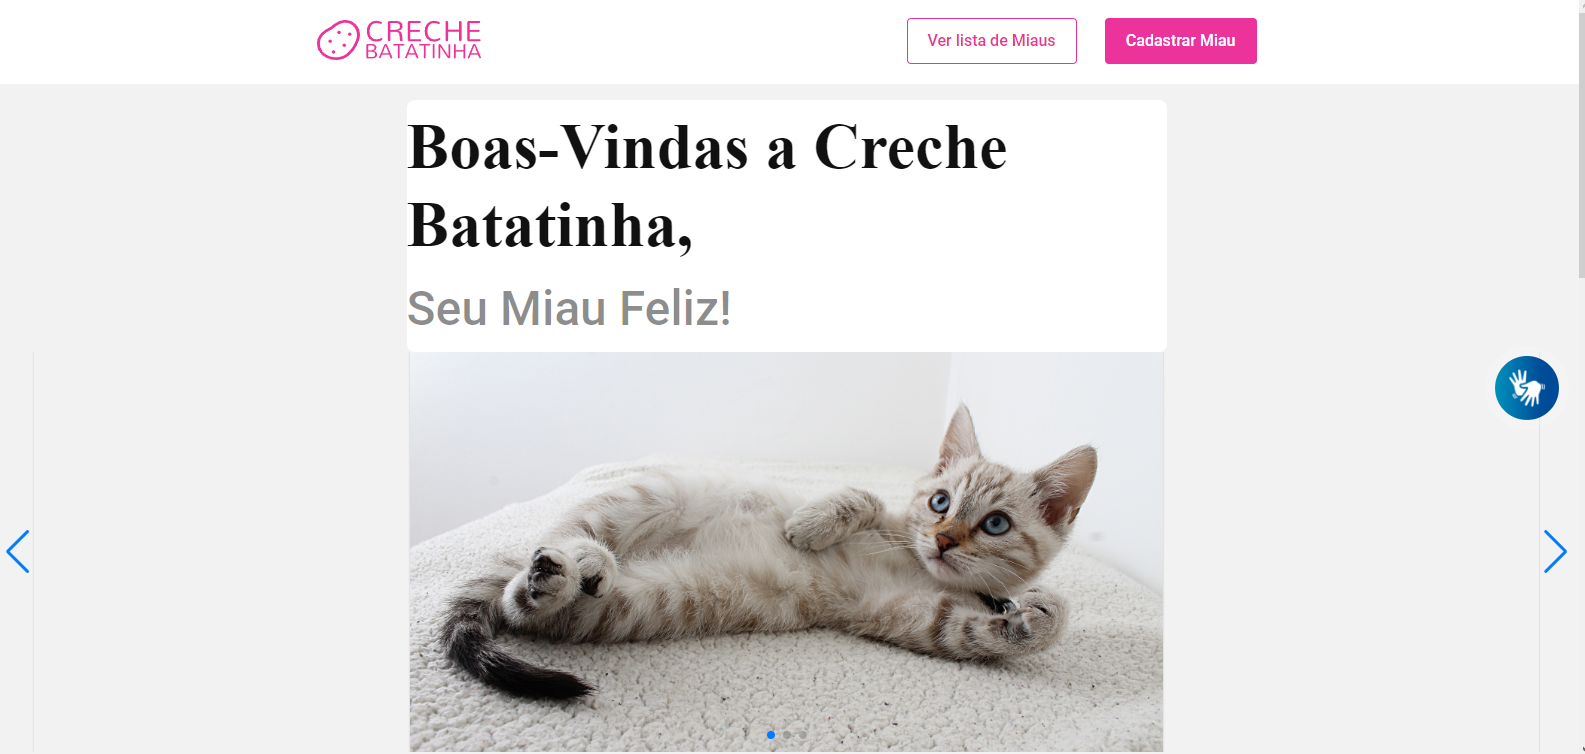 CRECHE
BATATINHA
Ver lista de Miaus
Cadastrar Miau
Boas-Vindas a Creche
Batatinha,
Seu Miau Feliz!